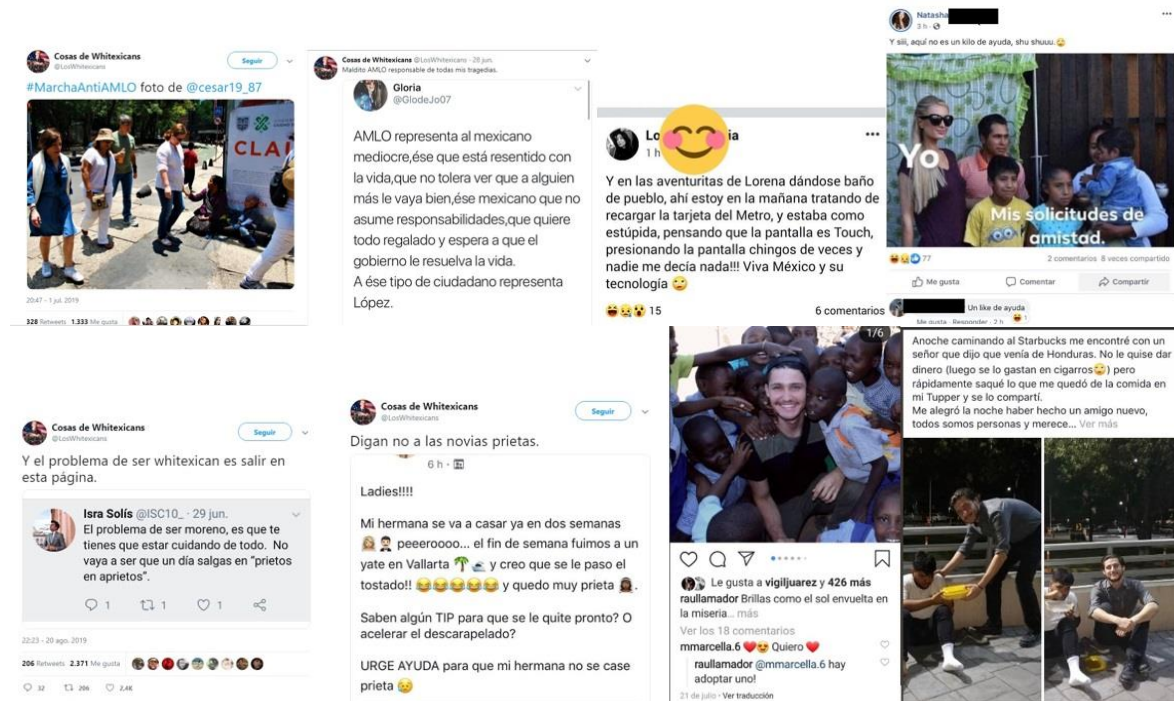 Cosas de Whitexicans
@LosWhitexicans
Seguir
#MarchaAntiAMLO foto de @cesar19_87
CLA
20:47 - 1 jul. 2019
328 Retweets 1.333 Me gusta
Cosas de Whitexicans @LosWhitexicans · 28 jun.
Maldito AMLO responsable de todas mis tragedias.
Gloria
@GlodeJo07
AMLO representa al mexicano
mediocre,ése que está resentido con
la vida,que no tolera ver que a alguien
más le vaya bien,ése mexicano que no
asume responsabilidades,que quiere
todo regalado y espera a que el
gobierno le resuelva la vida.
A ése tipo de ciudadano representa
López.
Lo ia
1 h
Y en las aventuritas de Lorena dándose baño
de pueblo, ahí estoy en la mañana tratando de
recargar la tarjeta del Metro, y estaba como
estúpida, pensando que la pantalla es Touch,
presionando la pantalla chingos de veces y
nadie me decía nada!!! Viva México y su
tecnología 🙄
15
6 comentarios
Natasha
3 h
Y siii, aquí no es un kilo de ayuda, shu shuuu.🙄
Yo
Mis solicitudes de
amistad.
77
2 comentarios 8 veces compartido
Me gusta Comentar Compartir
Un like de ayuda
Me gusta · Responder · 2 h 1
Cosas de Whitexicans
@LosWhitexicans
Seguir
Y el problema de ser whitexican es salir en
esta página.
Isra Solís @ISC10_ · 29 jun.
El problema de ser moreno, es que te
tienes que estar cuidando de todo. No
vaya a ser que un día salgas en "prietos
en aprietos".
1 1 1
22:23 - 20 ago. 2019
206 Retweets 2.371 Me gusta
32 206 2,4K
Cosas de Whitexicans
@LosWhitexicans
Seguir
Digan no a las novias prietas.
6 h
Ladies!!!!
Mi hermana se va a casar ya en dos semanas
👰🏼🤵🏻 peeeroooo... el fin de semana fuimos a un
yate en Vallarta 🌴🌊 y creo que se le paso el
tostado!! 😂😂😂😂😂 y quedo muy prieta 👰🏿.
Saben algún TIP para que se le quite pronto? O
acelerar el descarapelado?
URGE AYUDA para que mi hermana no se case
prieta 😥
1/6
Le gusta a vigiljuarez y 426 más
raullamador Brillas como el sol envuelta en
la miseria... más
Ver los 18 comentarios
mmarcella.6 ❤️😍 Quiero ❤️
raullamador @mmarcella.6 hay
adoptar uno!
21 de julio · Ver traducción
Anoche caminando al Starbucks me encontré con un
señor que dijo que venía de Honduras. No le quise dar
dinero (luego se lo gastan en cigarros🙄) pero
rápidamente saqué lo que me quedó de la comida en
mi Tupper y se lo compartí.
Me alegró la noche haber hecho un amigo nuevo,
todos somos personas y merece... Ver más